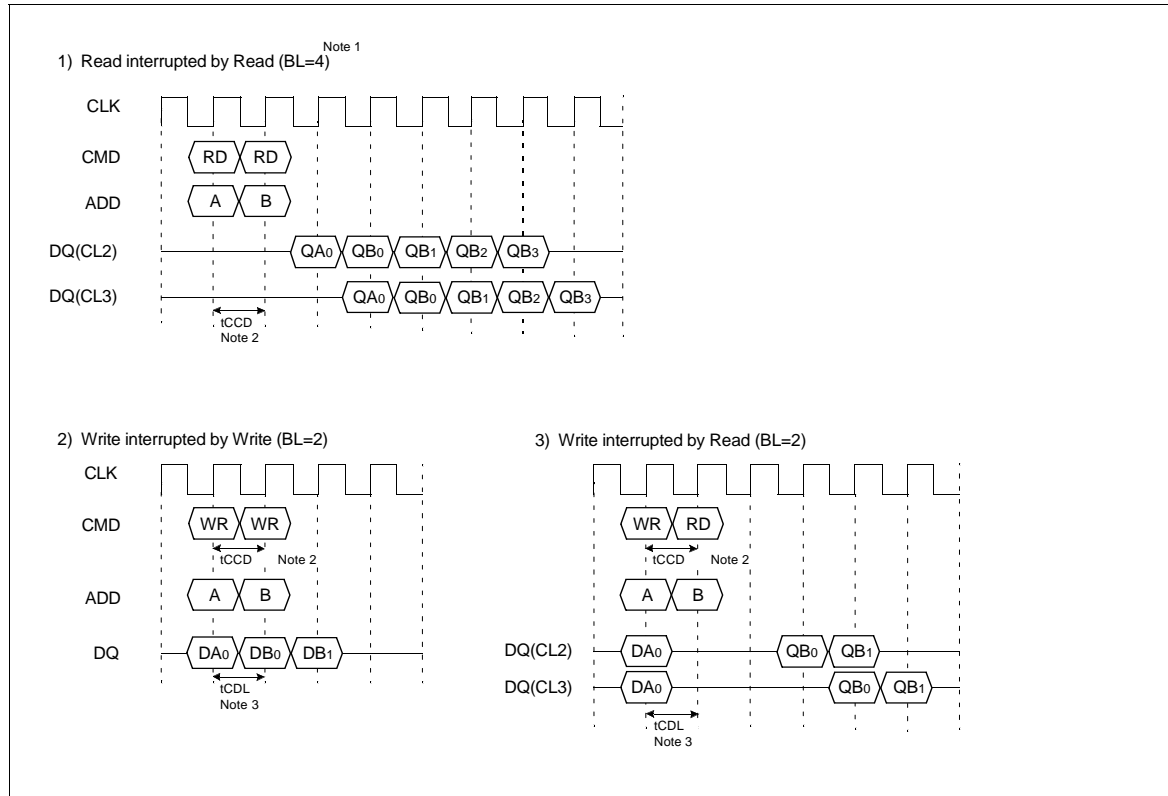 1) Read interrupted by Read (BL=4) Note 1
CLK
CMD RD RD
ADD A B
DQ(CL2) QA0 QB0 QB1 QB2 QB3
DQ(CL3) QA0 QB0 QB1 QB2 QB3
tCCD
Note 2
2) Write interrupted by Write (BL=2)
CLK
CMD WR WR
tCCD Note 2
ADD A B
DQ DA0 DB0 DB1
tCDL
Note 3
3) Write interrupted by Read (BL=2)
WR RD
tCCD Note 2
A B
DQ(CL2) DA0 QB0 QB1
DQ(CL3) DA0 QB0 QB1
tCDL
Note 3